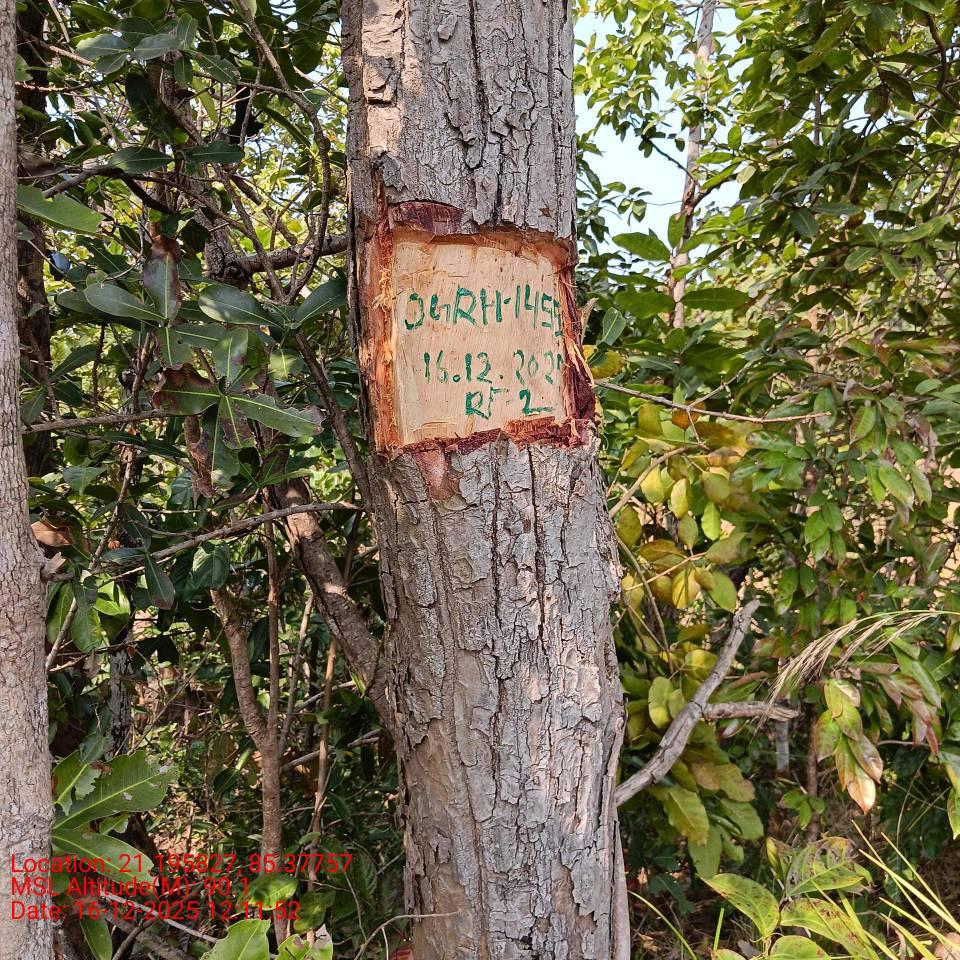 OGRH-1455
16.12.2025
RF 2
Location: 21.195827, 85.37757
MSL Altitude(M): 90.1
Date: 16-12-2025 12:11:52